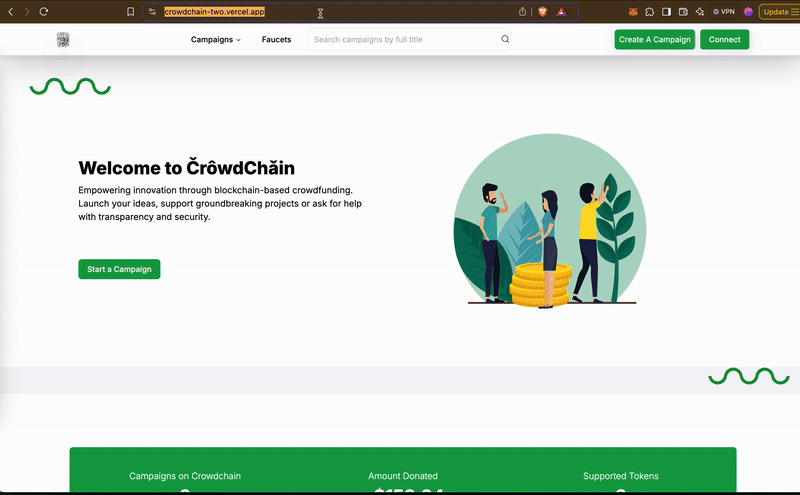 crowdchain-two.vercel.app
VPN
Update
Campaigns
Faucets
Search campaigns by full title
Create A Campaign
Connect
Welcome to ČrôwdChǎin
Empowering innovation through blockchain-based crowdfunding.
Launch your ideas, support groundbreaking projects or ask for help
with transparency and security.
Start a Campaign
Campaigns on Crowdchain
Amount Donated
Supported Tokens